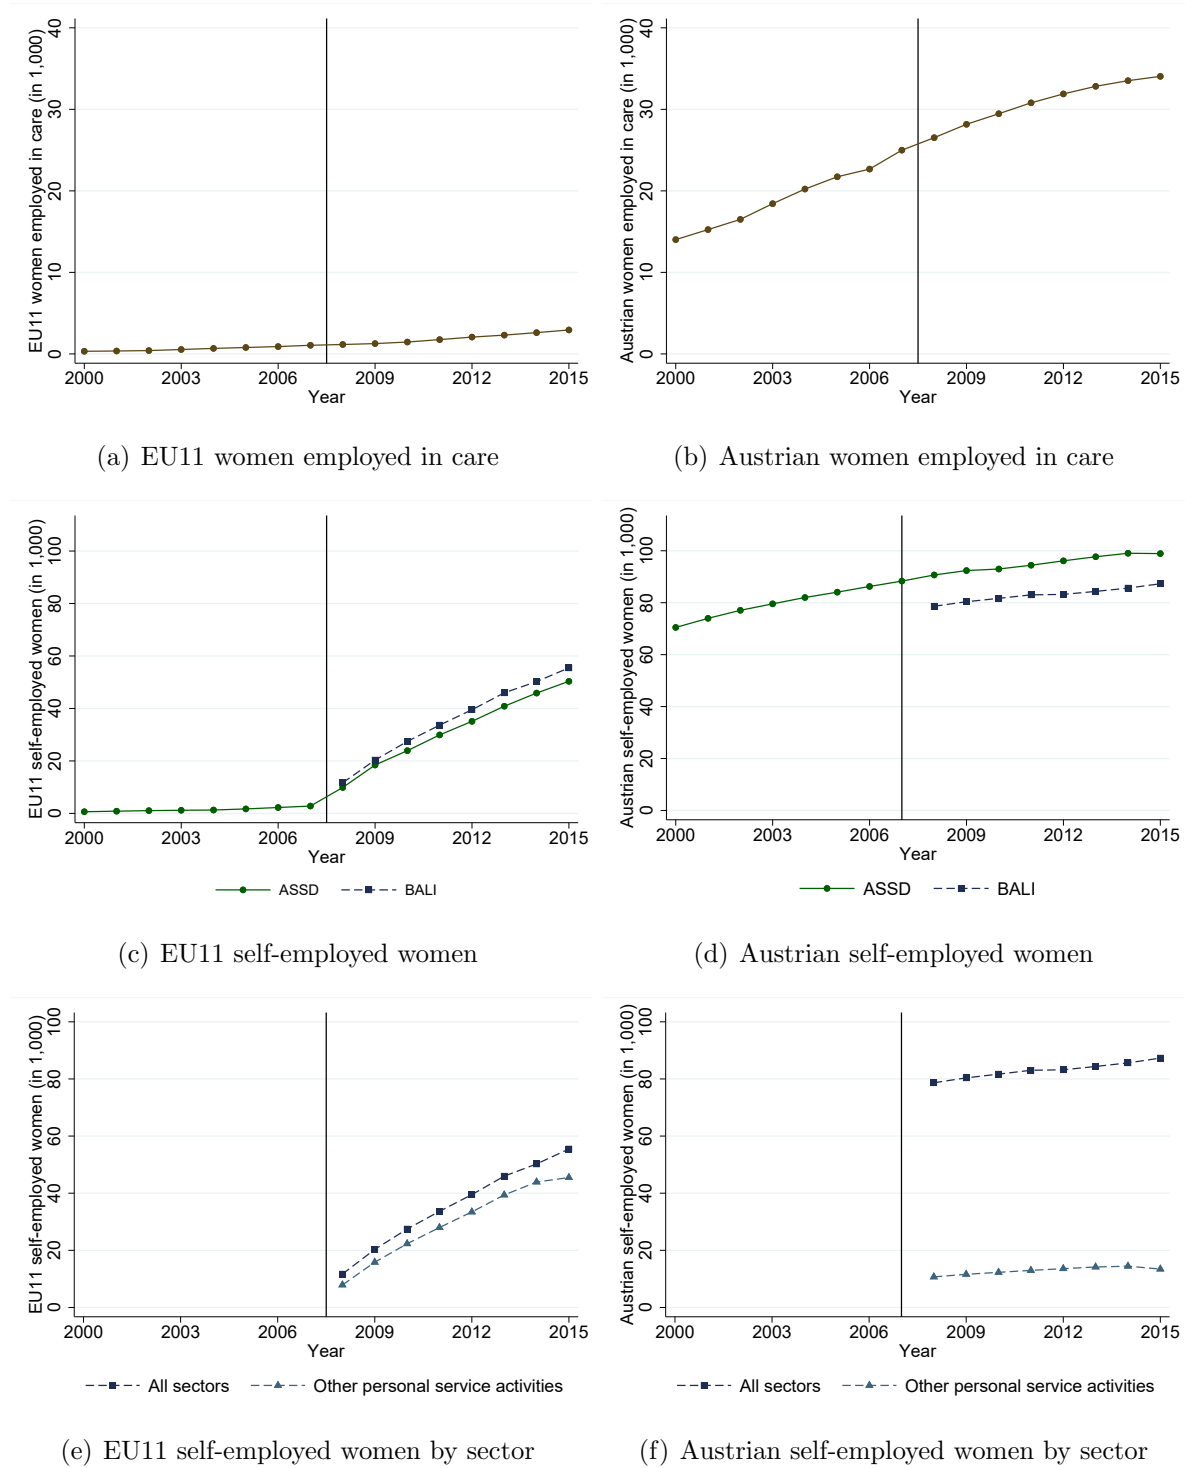 EU11 women employed in care (in 1,000)
40
30
20
10
0
2000 2003 2006 2009 2012 2015
Year
(a) EU11 women employed in care
Austrian women employed in care (in 1,000)
40
30
20
10
0
2000 2003 2006 2009 2012 2015
Year
(b) Austrian women employed in care
EU11 self-employed women (in 1,000)
100
80
60
40
20
0
2000 2003 2006 2009 2012 2015
Year
ASSD BALI
(c) EU11 self-employed women
Austrian self-employed women (in 1,000)
100
80
60
40
20
0
2000 2003 2006 2009 2012 2015
Year
ASSD BALI
(d) Austrian self-employed women
EU11 self-employed women (in 1,000)
100
80
60
40
20
0
2000 2003 2006 2009 2012 2015
Year
All sectors Other personal service activities
(e) EU11 self-employed women by sector
Austrian self-employed women (in 1,000)
100
80
60
40
20
0
2000 2003 2006 2009 2012 2015
Year
All sectors Other personal service activities
(f) Austrian self-employed women by sector